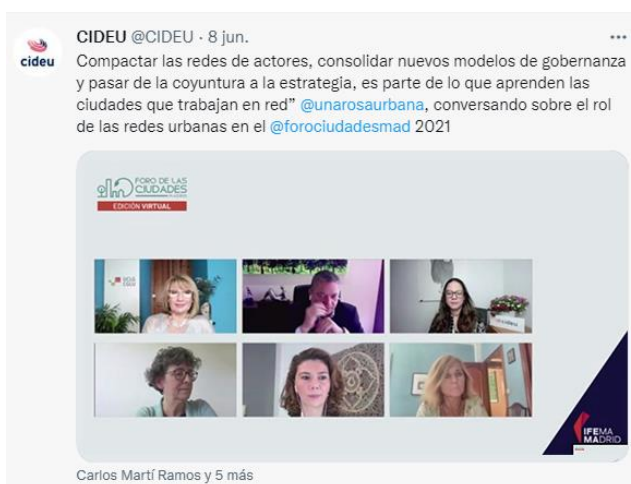 CIDEU @CIDEU · 8 jun.
cideu
Compactar las redes de actores, consolidar nuevos modelos de gobernanza
y pasar de la coyuntura a la estrategia, es parte de lo que aprenden las
ciudades que trabajan en red” @unarosaurbana, conversando sobre el rol
de las redes urbanas en el @forociudadesmad 2021
FORO DE LAS
CIUDADES
EDICIÓN VIRTUAL
IFEMA
MADRID
Carlos Martí Ramos y 5 más